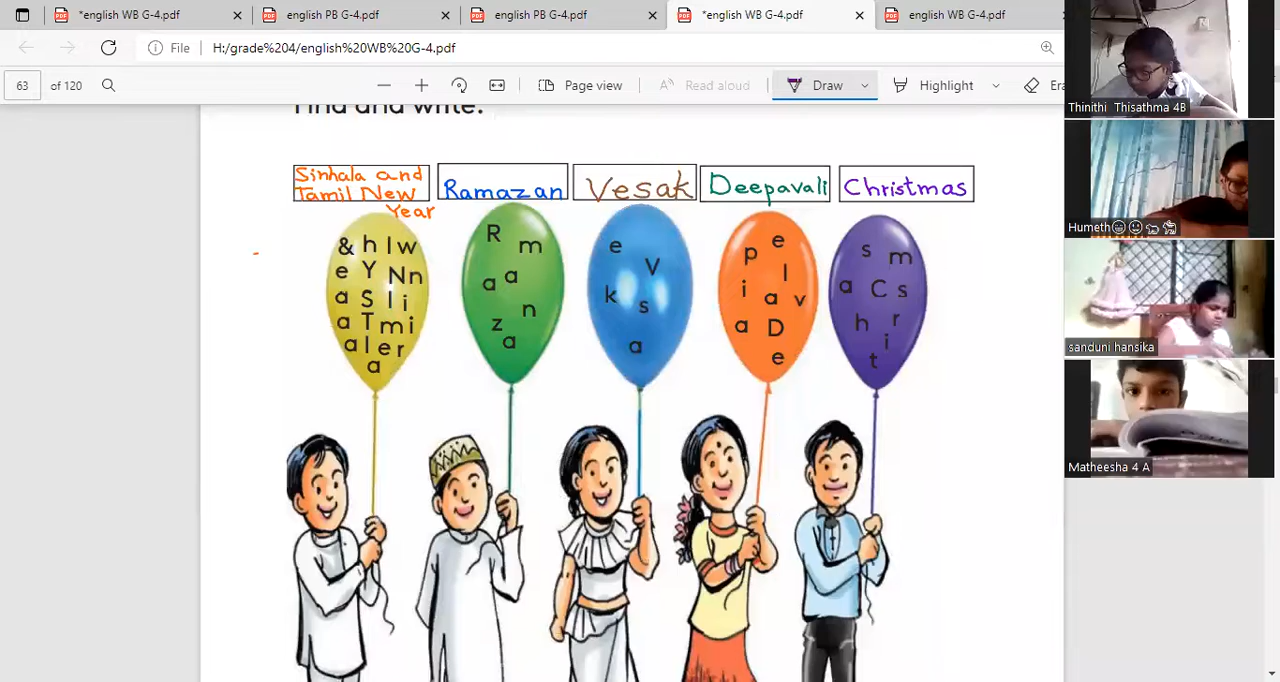 *english WB G-4.pdf
english PB G-4.pdf
english PB G-4.pdf
*english WB G-4.pdf
english WB G-4.pdf
File
H:/grade%204/english%20WB%20G-4.pdf
63 of 120
Page view
Read aloud
Draw
Highlight
Era
Find and write.
Sinhala and
Tamil New
Year
Ramazan
Vesak
Deepavali
Christmas
& h l w
e Y N n
a S l i
a T m i
a l e r
a
R
m
a a
n
z
a
e
V
k
s
a
e
p
l
i a v
a D
e
s
m
a C s
h r
i
t
Thinithi Thisathma 4B
Humeth😁😊🐑🐩
sanduni hansika
Matheesha 4 A